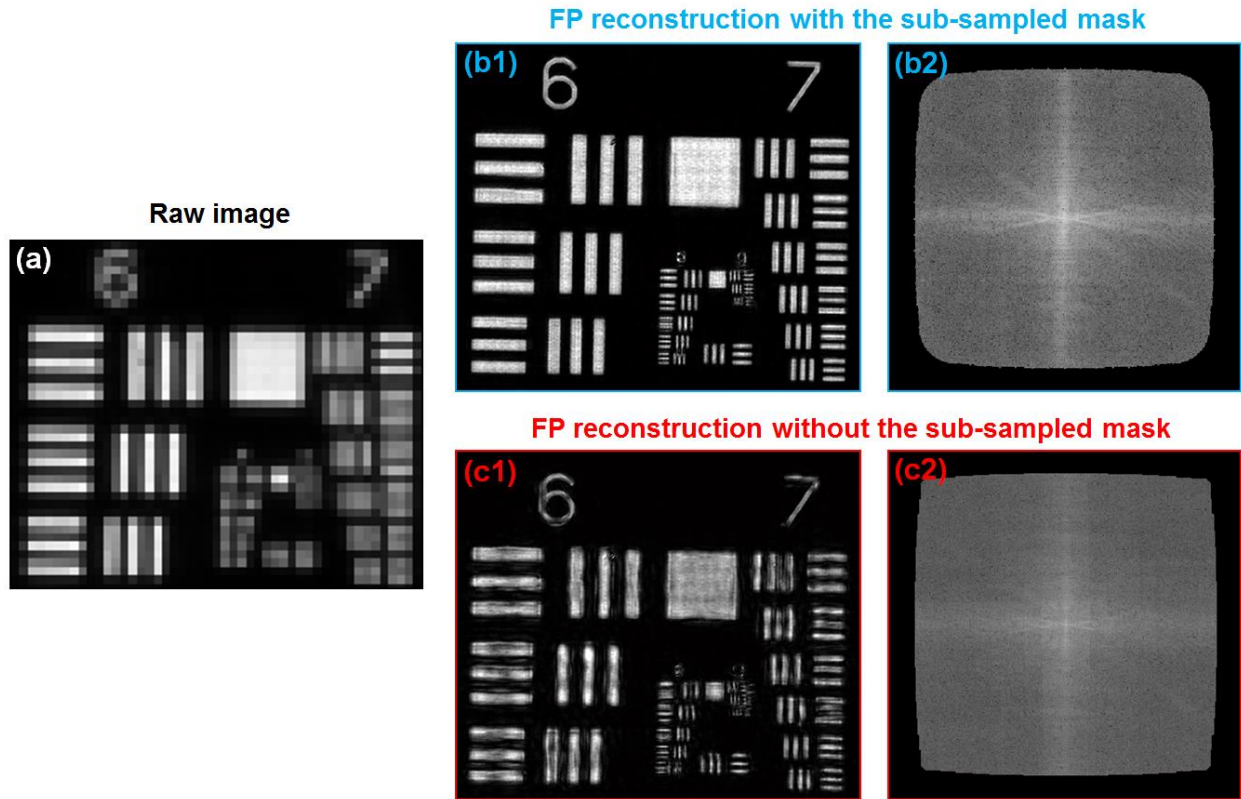 FP reconstruction with the sub-sampled mask
(b1)
6 7
(b2)
Raw image
(a)
6 7
FP reconstruction without the sub-sampled mask
(c1)
6 7
(c2)